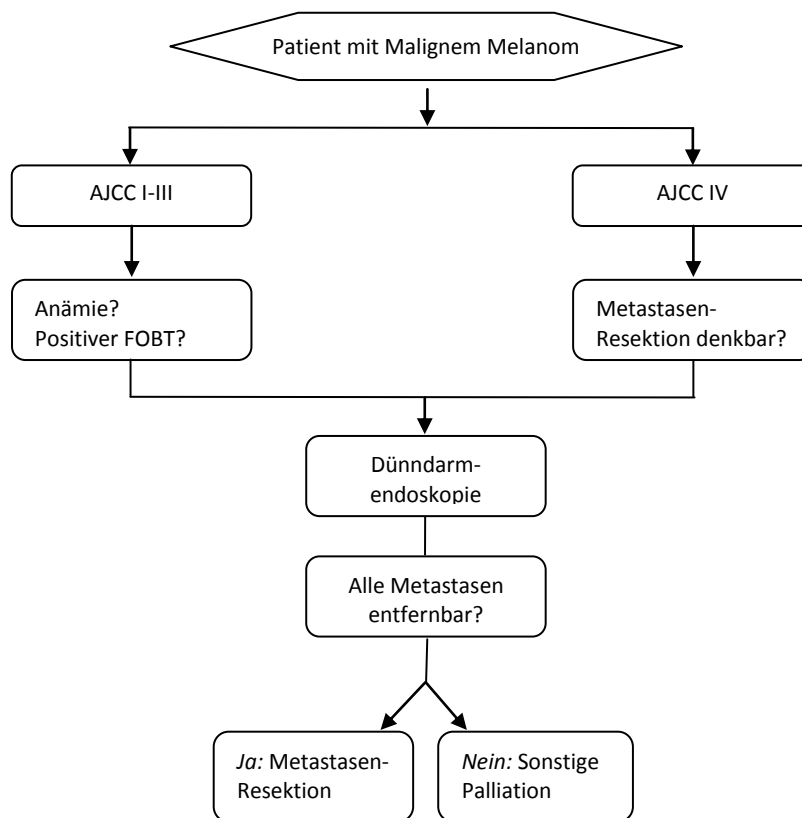 Patient mit Malignem Melanom
AJCC I-III
AJCC IV
Anämie?
Positiver FOBT?
Metastasen-
Resektion denkbar?
Dünndarm-
endoskopie
Alle Metastasen
entfernbar?
Ja: Metastasen-
Resektion
Nein: Sonstige
Palliation